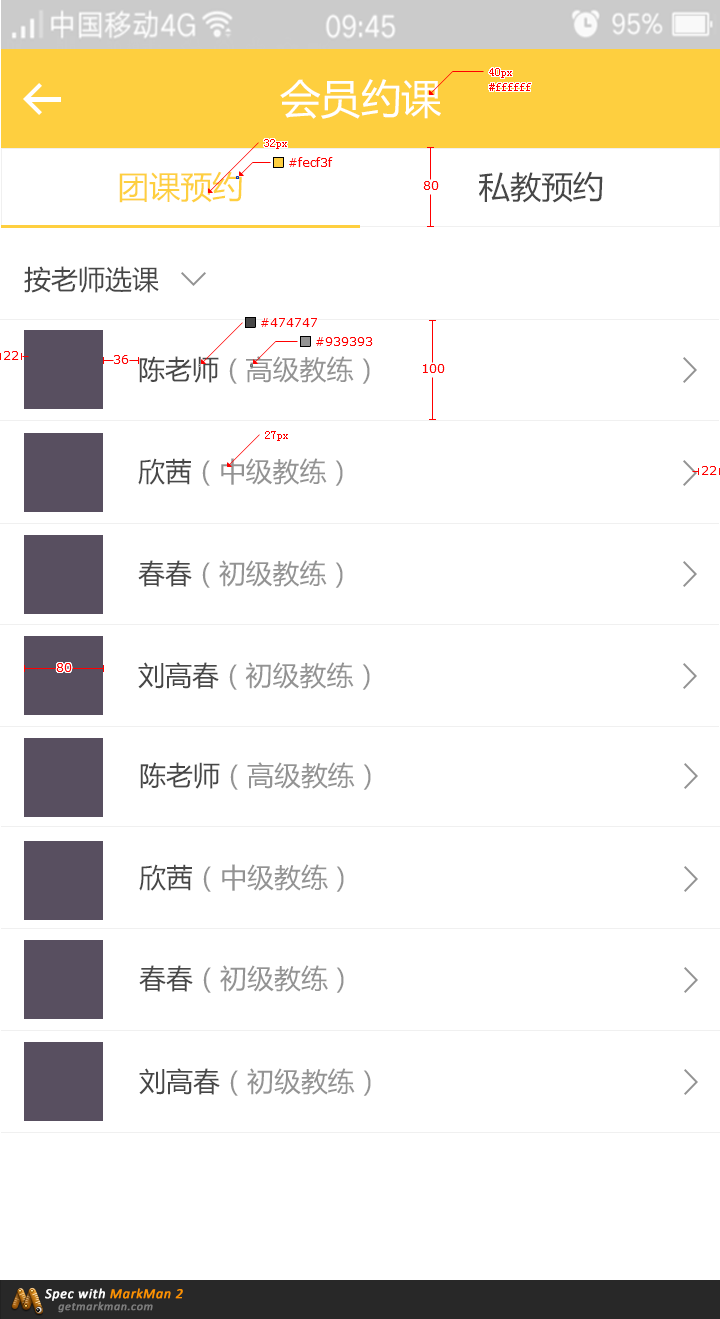 中国移动4G 09:45 95%
会员约课
40px
#ffffff
32px
#fecf3f
团课预约
80
私教预约
按老师选课
#474747
#939393
22
36
陈老师（高级教练）
100
27px
欣茜（中级教练）
22
春春（初级教练）
80
刘高春（初级教练）
陈老师（高级教练）
欣茜（中级教练）
春春（初级教练）
刘高春（初级教练）
Spec with MarkMan 2
getmarkman.com